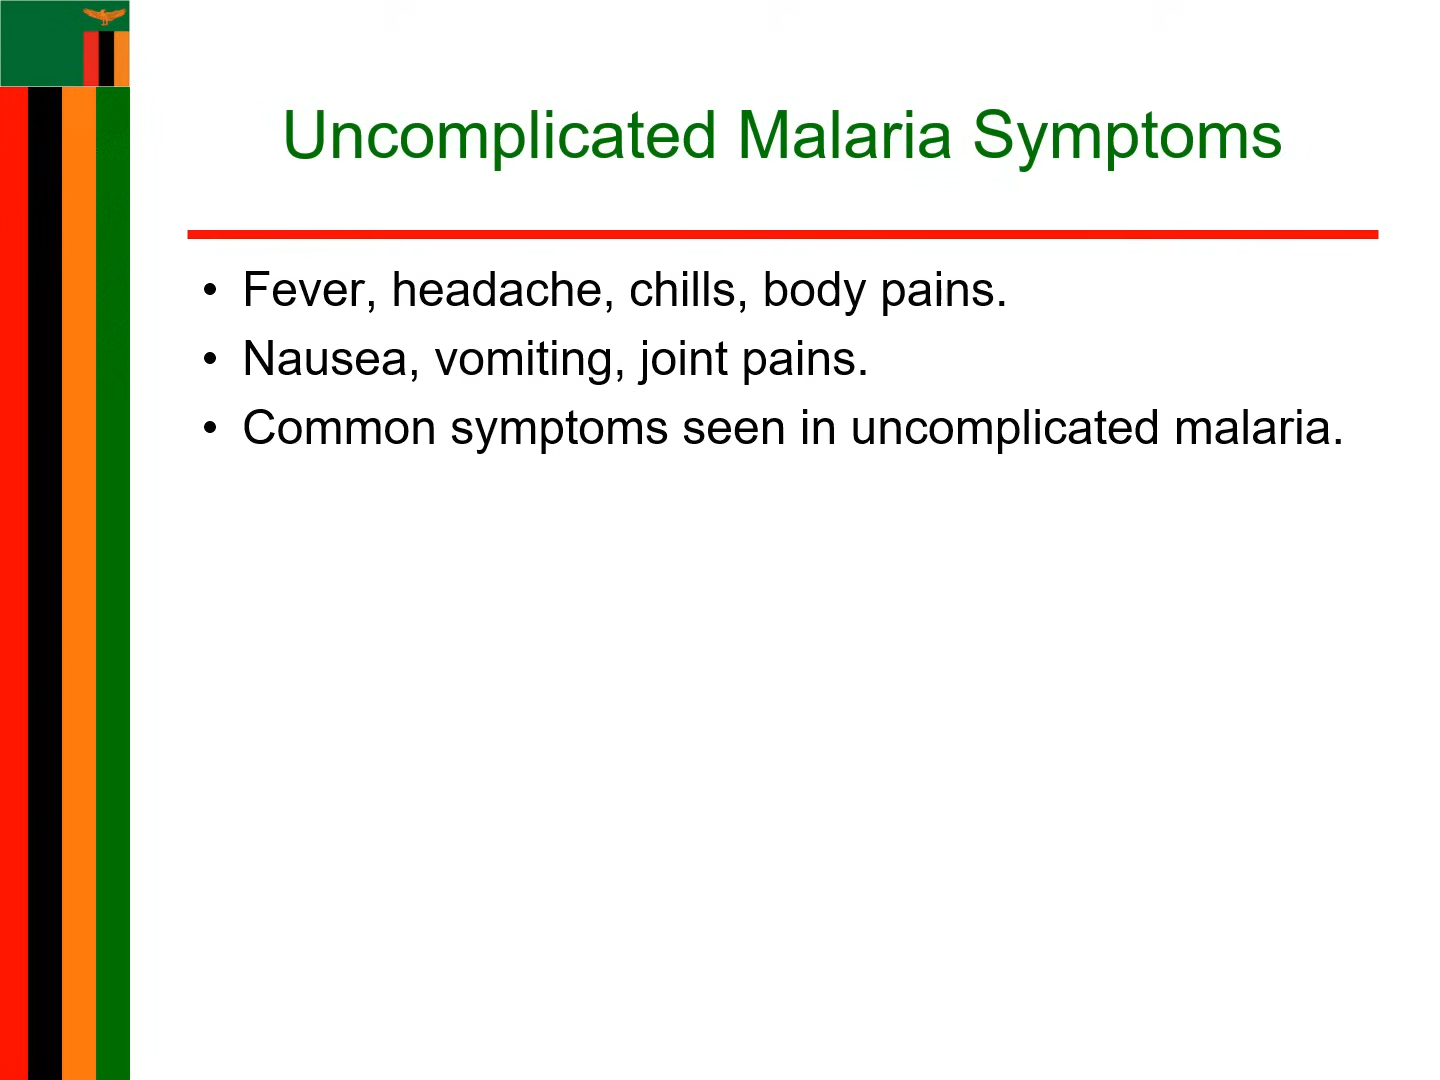 Uncomplicated Malaria Symptoms
• Fever, headache, chills, body pains.
• Nausea, vomiting, joint pains.
• Common symptoms seen in uncomplicated malaria.